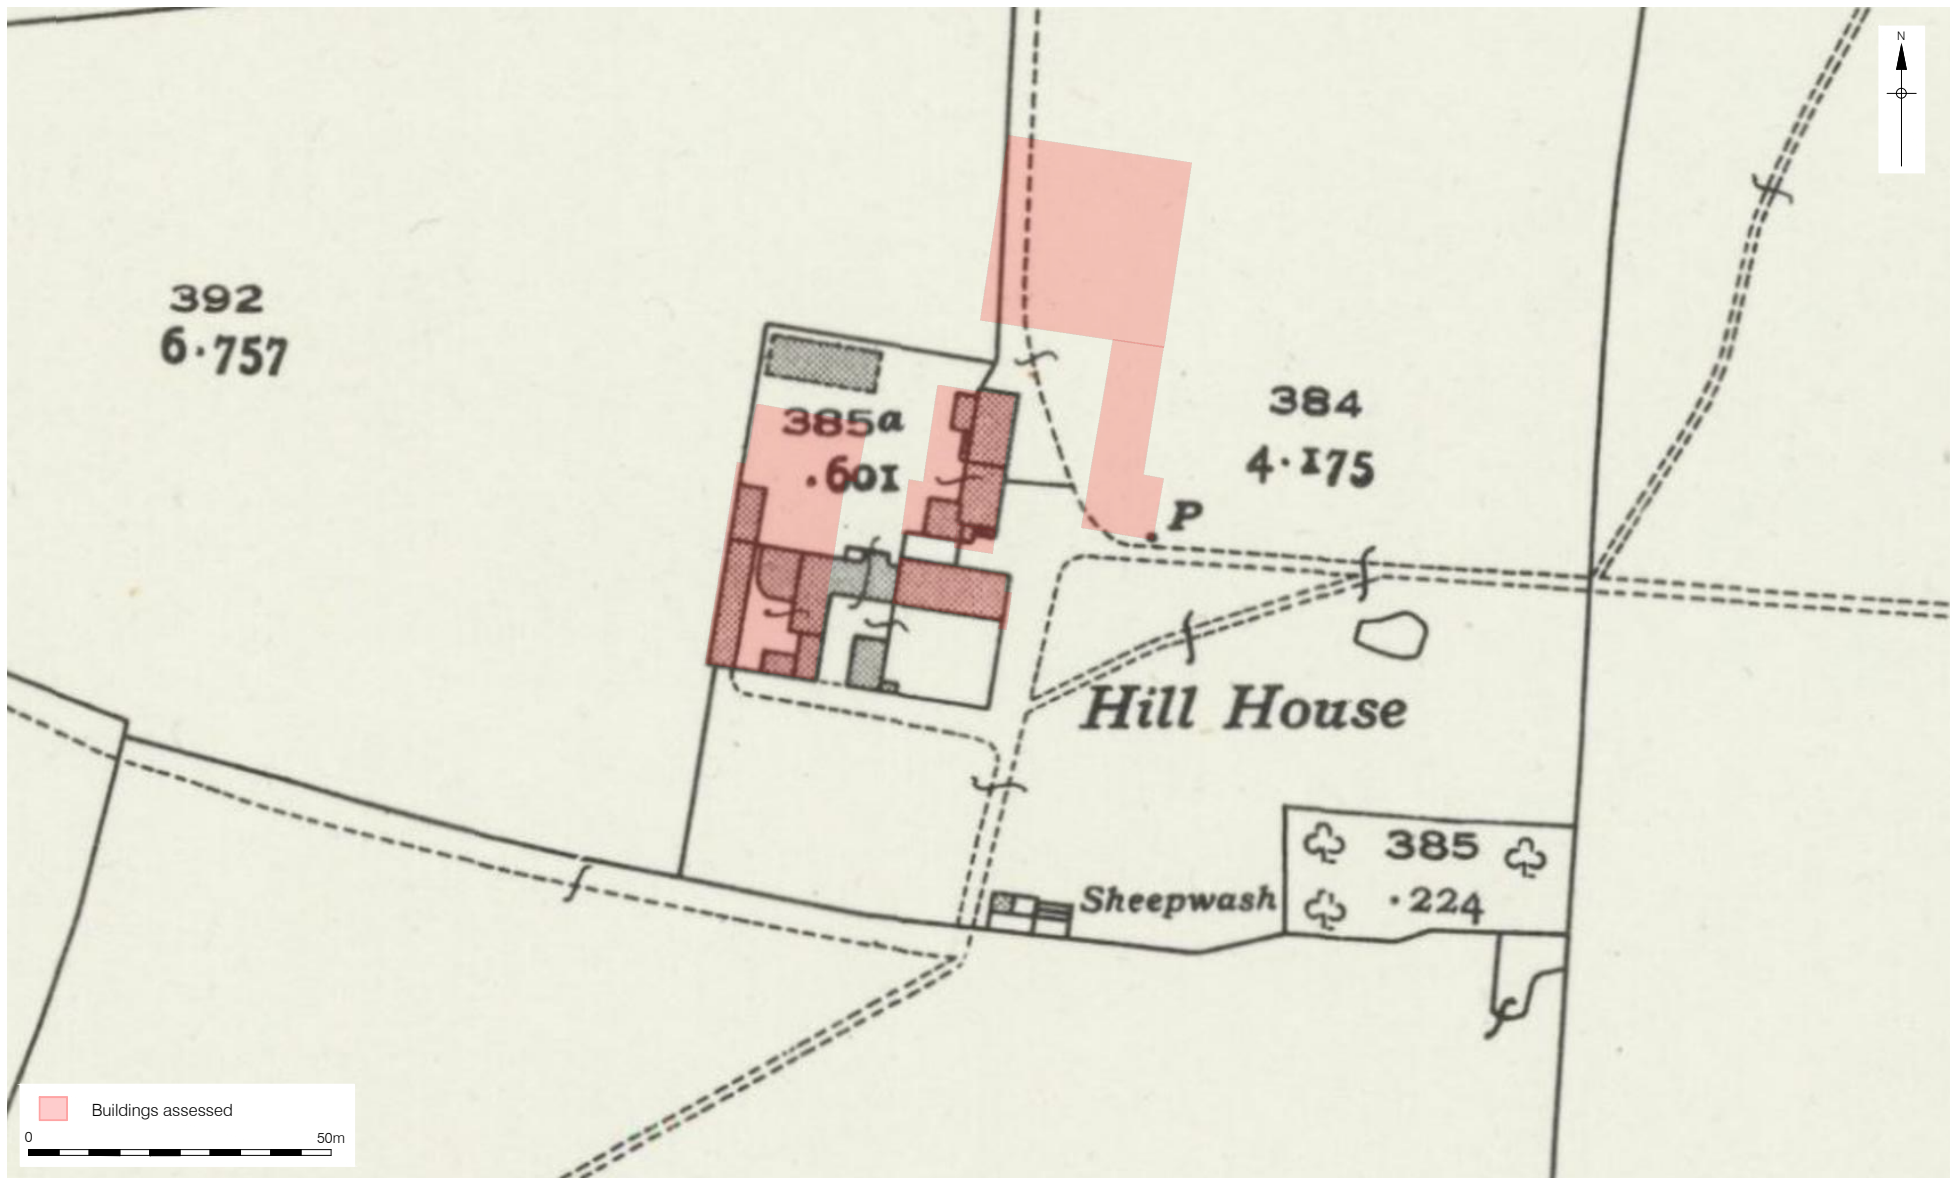 N
392
6·757
385a
·601
384
4·175
P
Hill House
Sheepwash
385
·224
Buildings assessed
0 50m